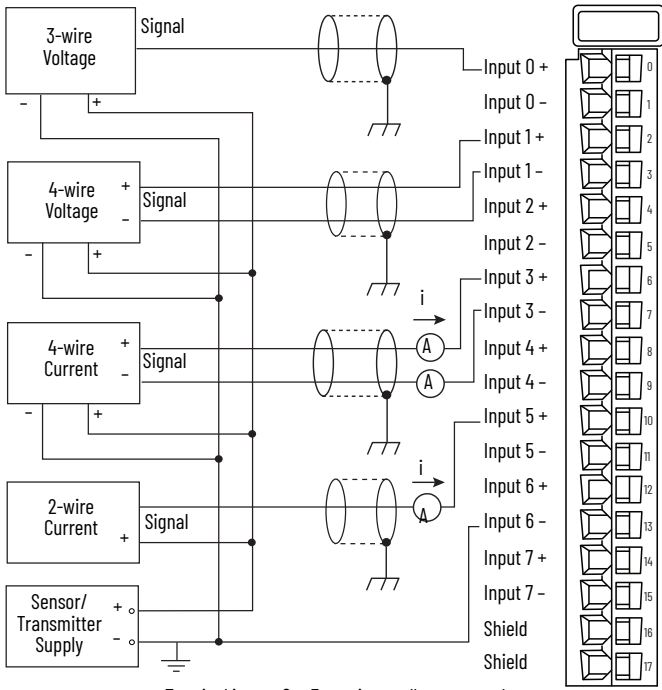 3-wire
Voltage
Signal
–
+
4-wire
Voltage
+
–
Signal
–
+
4-wire
Current
+
–
Signal
–
+
i
A
A
2-wire
Current
+
Signal
i
A
Sensor/
Transmitter
Supply
+
–
Input 0 +
Input 0 –
Input 1 +
Input 1 –
Input 2 +
Input 2 –
Input 3 +
Input 3 –
Input 4 +
Input 4 –
Input 5 +
Input 5 –
Input 6 +
Input 6 –
Input 7 +
Input 7 –
Shield
Shield
0
1
2
3
4
5
6
7
8
9
10
11
12
13
14
15
16
17